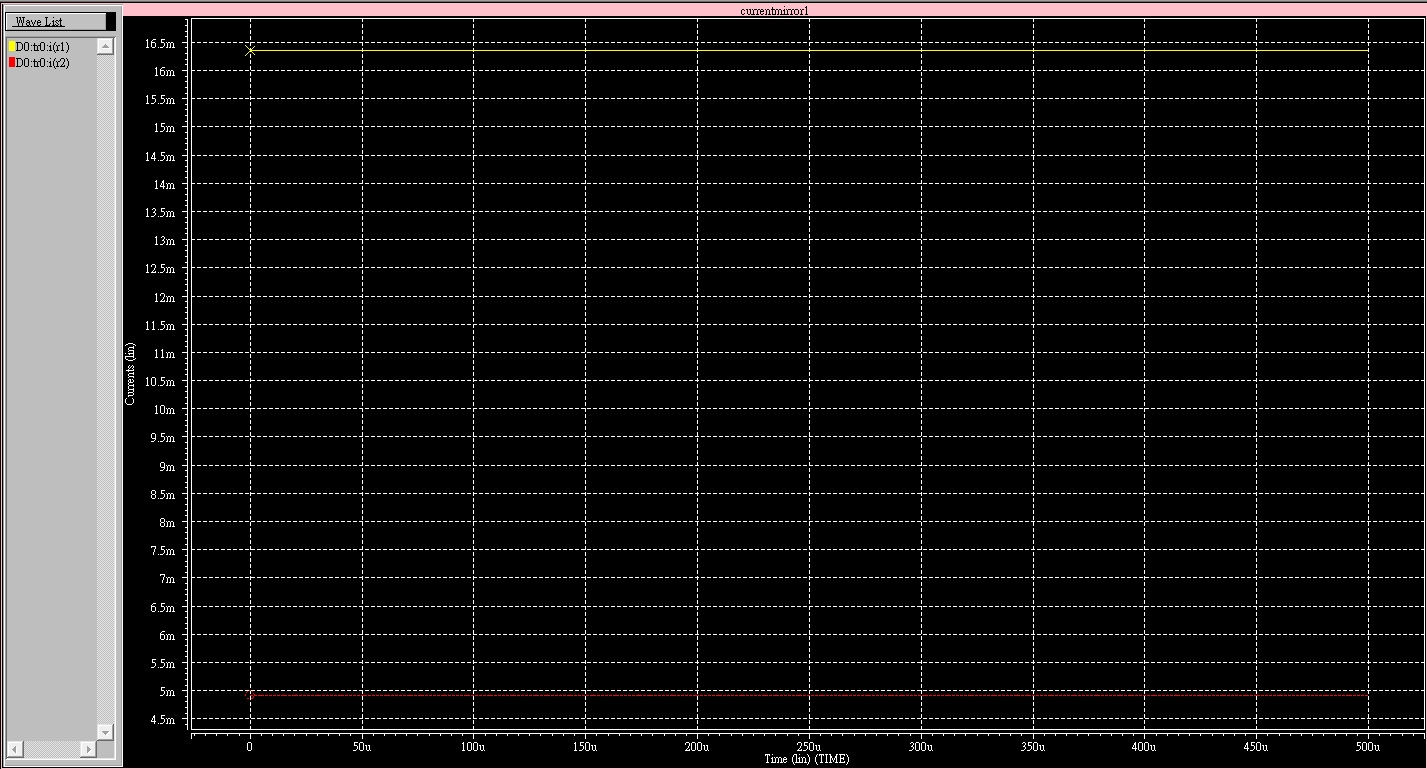 currentmirror1
Wave List
D0:tr0:i(r1)
D0:tr0:i(r2)
16.5m
16m
15.5m
15m
14.5m
14m
13.5m
13m
12.5m
12m
11.5m
11m
10.5m
10m
9.5m
9m
8.5m
8m
7.5m
7m
6.5m
6m
5.5m
5m
4.5m
Currents (lin)
0 50u 100u 150u 200u 250u 300u 350u 400u 450u 500u
Time (lin) (TIME)